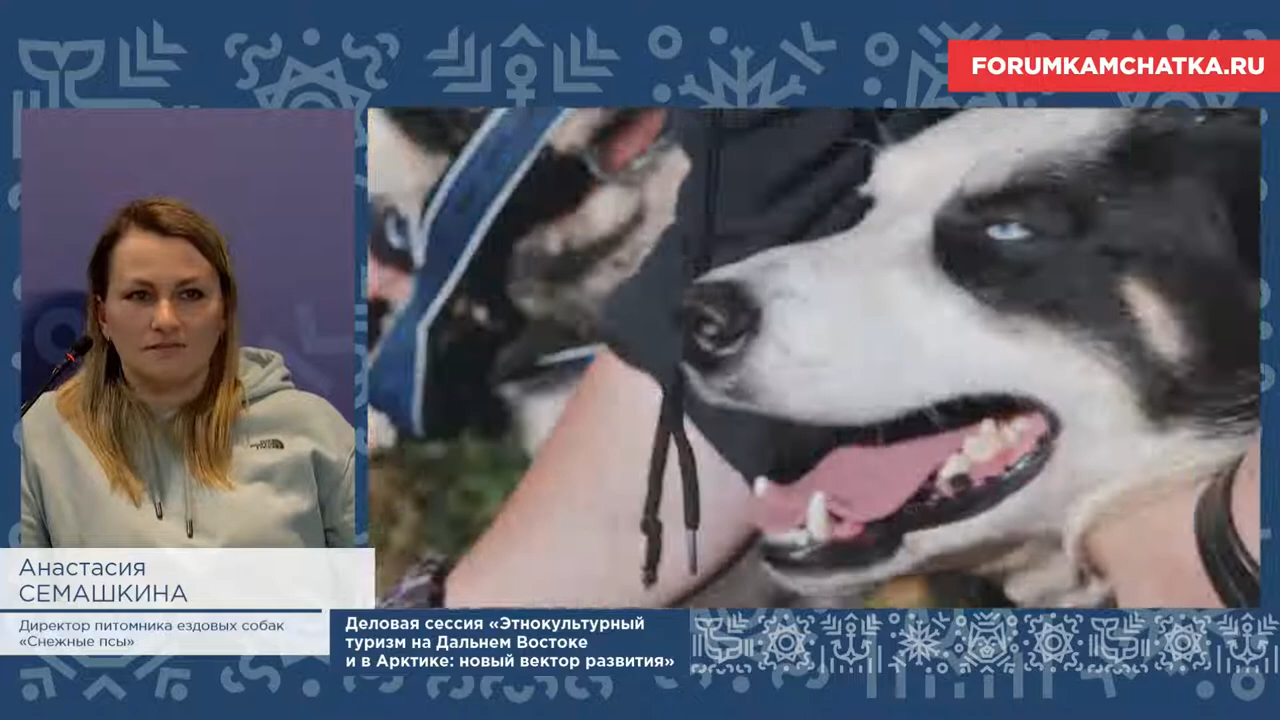 FORUMKAMCHATKA.RU
Анастасия
СЕМАШКИНА
Директор питомника ездовых собак
«Снежные псы»
Деловая сессия «Этнокультурный
туризм на Дальнем Востоке
и в Арктике: новый вектор развития»